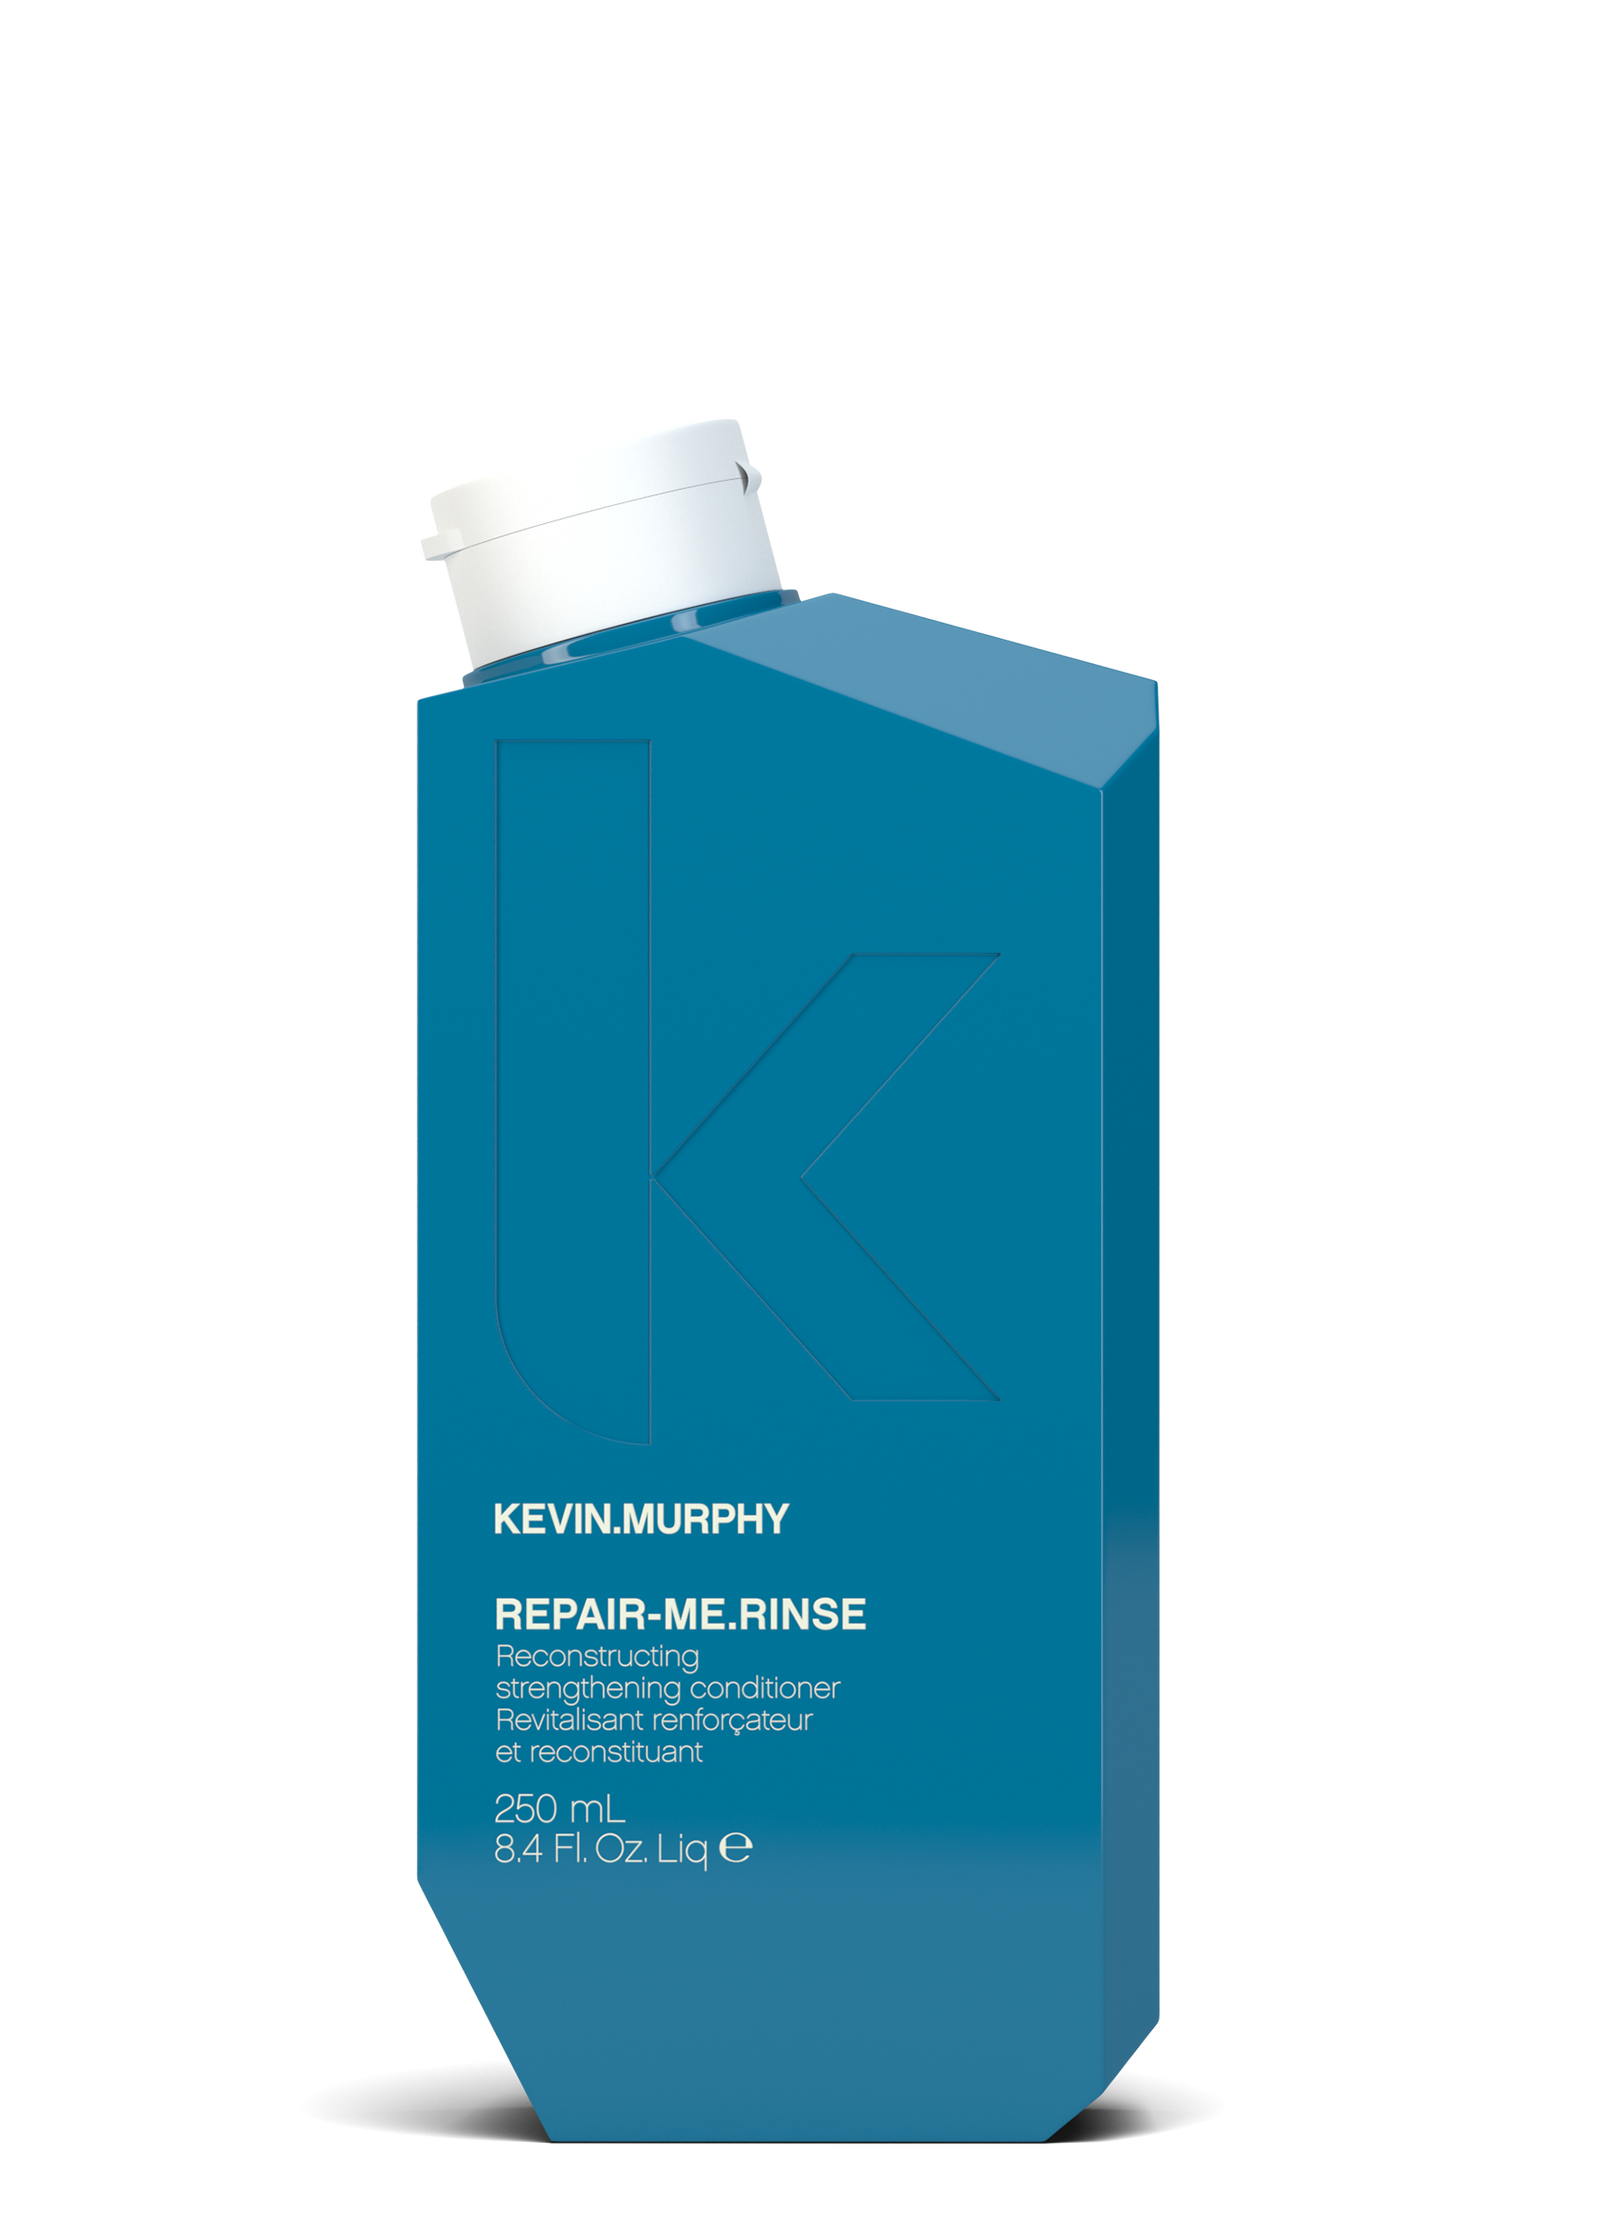 K
KEVIN.MURPHY
REPAIR-ME.RINSE
Reconstructing
strengthening conditioner
Revitalisant renforçateur
et reconstituant
250 mL
8.4 Fl. Oz. Liq ℮